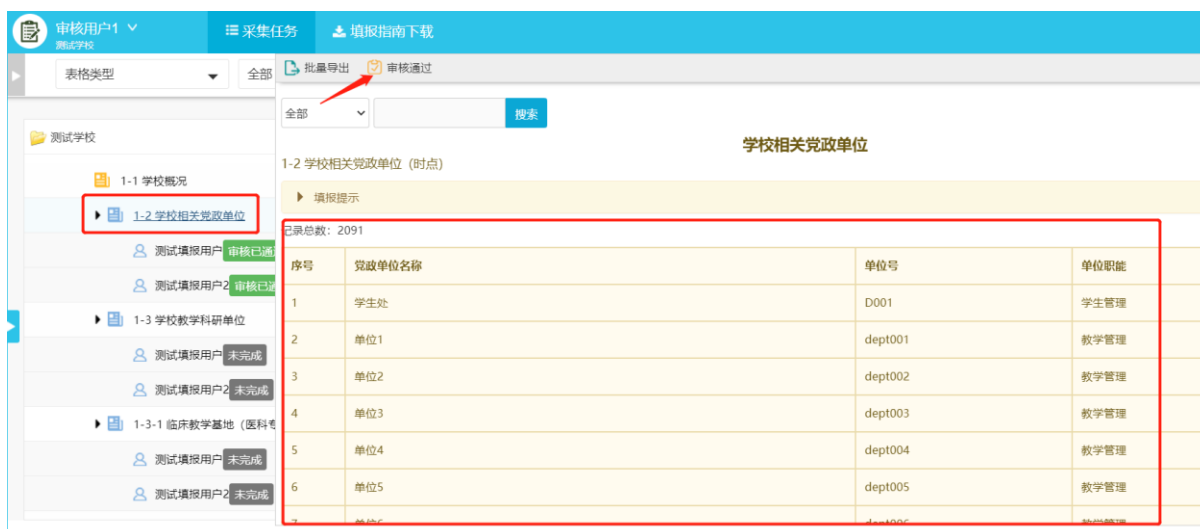 审核用户1
测试学校
采集任务
填报指南下载
表格类型
全部
批量导出
审核通过
全部
搜索
测试学校
学校相关党政单位
1-2 学校相关党政单位（时点）
填报提示
1-1 学校概况
1-2 学校相关党政单位
测试填报用户 审核已通
测试填报用户2 审核已通
1-3 学校教学科研单位
测试填报用户 未完成
测试填报用户2 未完成
1-3-1 临床教学基地（医科专
测试填报用户 未完成
测试填报用户2 未完成
记录总数：2091
序号 党政单位名称 单位号 单位职能
1 学生处 D001 学生管理
2 单位1 dept001 教学管理
3 单位2 dept002 教学管理
4 单位3 dept003 教学管理
5 单位4 dept004 教学管理
6 单位5 dept005 教学管理